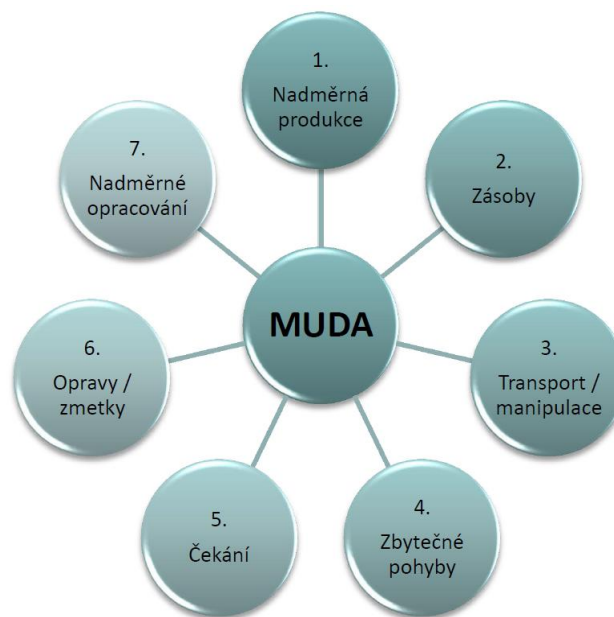 1.
Nadměrná
produkce
2.
Zásoby
3.
Transport /
manipulace
4.
Zbytečné
pohyby
5.
Čekání
6.
Opravy /
zmetky
7.
Nadměrné
opracování
MUDA